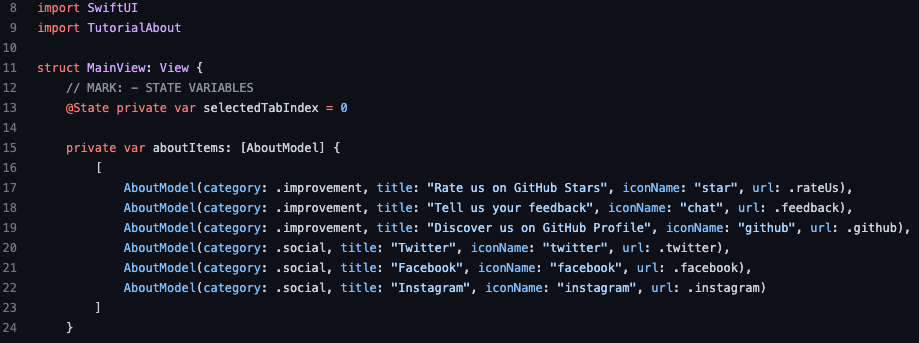 8 import SwiftUI
9 import TutorialAbout
10
11 struct MainView: View {
12     // MARK: - STATE VARIABLES
13     @State private var selectedTabIndex = 0
14
15     private var aboutItems: [AboutModel] {
16         [
17             AboutModel(category: .improvement, title: "Rate us on GitHub Stars", iconName: "star", url: .rateUs),
18             AboutModel(category: .improvement, title: "Tell us your feedback", iconName: "chat", url: .feedback),
19             AboutModel(category: .improvement, title: "Discover us on GitHub Profile", iconName: "github", url: .github),
20             AboutModel(category: .social, title: "Twitter", iconName: "twitter", url: .twitter),
21             AboutModel(category: .social, title: "Facebook", iconName: "facebook", url: .facebook),
22             AboutModel(category: .social, title: "Instagram", iconName: "instagram", url: .instagram)
23         ]
24     }